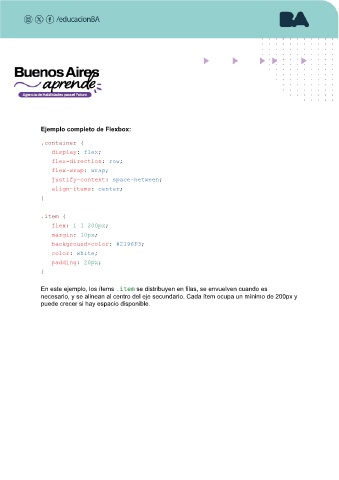 /educacionBA
BA
Buenos Aires
aprende
Agencia de Habilidades para el Futuro
Ejemplo completo de Flexbox:
.container {
display: flex;
flex-direction: row;
flex-wrap: wrap;
justify-content: space-between;
align-items: center;
}
.item {
flex: 1 1 200px;
margin: 10px;
background-color: #2196F3;
color: white;
padding: 20px;
}
En este ejemplo, los ítems .item se distribuyen en filas, se envuelven cuando es
necesario, y se alinean al centro del eje secundario. Cada ítem ocupa un mínimo de 200px y
puede crecer si hay espacio disponible.